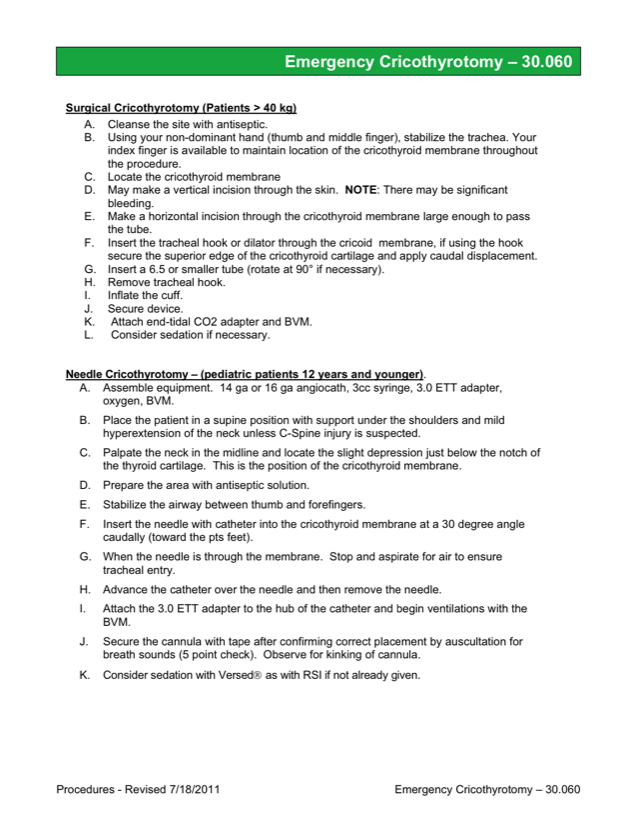 Emergency Cricothyrotomy – 30.060
Surgical Cricothyrotomy (Patients > 40 kg)
A. Cleanse the site with antiseptic.
B. Using your non-dominant hand (thumb and middle finger), stabilize the trachea. Your
index finger is available to maintain location of the cricothyroid membrane throughout
the procedure.
C. Locate the cricothyroid membrane
D. May make a vertical incision through the skin. NOTE: There may be significant
bleeding.
E. Make a horizontal incision through the cricothyroid membrane large enough to pass
the tube.
F. Insert the tracheal hook or dilator through the cricoid membrane, if using the hook
secure the superior edge of the cricothyroid cartilage and apply caudal displacement.
G. Insert a 6.5 or smaller tube (rotate at 90° if necessary).
H. Remove tracheal hook.
I. Inflate the cuff.
J. Secure device.
K. Attach end-tidal CO2 adapter and BVM.
L. Consider sedation if necessary.
Needle Cricothyrotomy – (pediatric patients 12 years and younger).
A. Assemble equipment. 14 ga or 16 ga angiocath, 3cc syringe, 3.0 ETT adapter,
oxygen, BVM.
B. Place the patient in a supine position with support under the shoulders and mild
hyperextension of the neck unless C-Spine injury is suspected.
C. Palpate the neck in the midline and locate the slight depression just below the notch of
the thyroid cartilage. This is the position of the cricothyroid membrane.
D. Prepare the area with antiseptic solution.
E. Stabilize the airway between thumb and forefingers.
F. Insert the needle with catheter into the cricothyroid membrane at a 30 degree angle
caudally (toward the pts feet).
G. When the needle is through the membrane. Stop and aspirate for air to ensure
tracheal entry.
H. Advance the catheter over the needle and then remove the needle.
I. Attach the 3.0 ETT adapter to the hub of the catheter and begin ventilations with the
BVM.
J. Secure the cannula with tape after confirming correct placement by auscultation for
breath sounds (5 point check). Observe for kinking of cannula.
K. Consider sedation with Versed® as with RSI if not already given.
Procedures - Revised 7/18/2011 Emergency Cricothyrotomy – 30.060